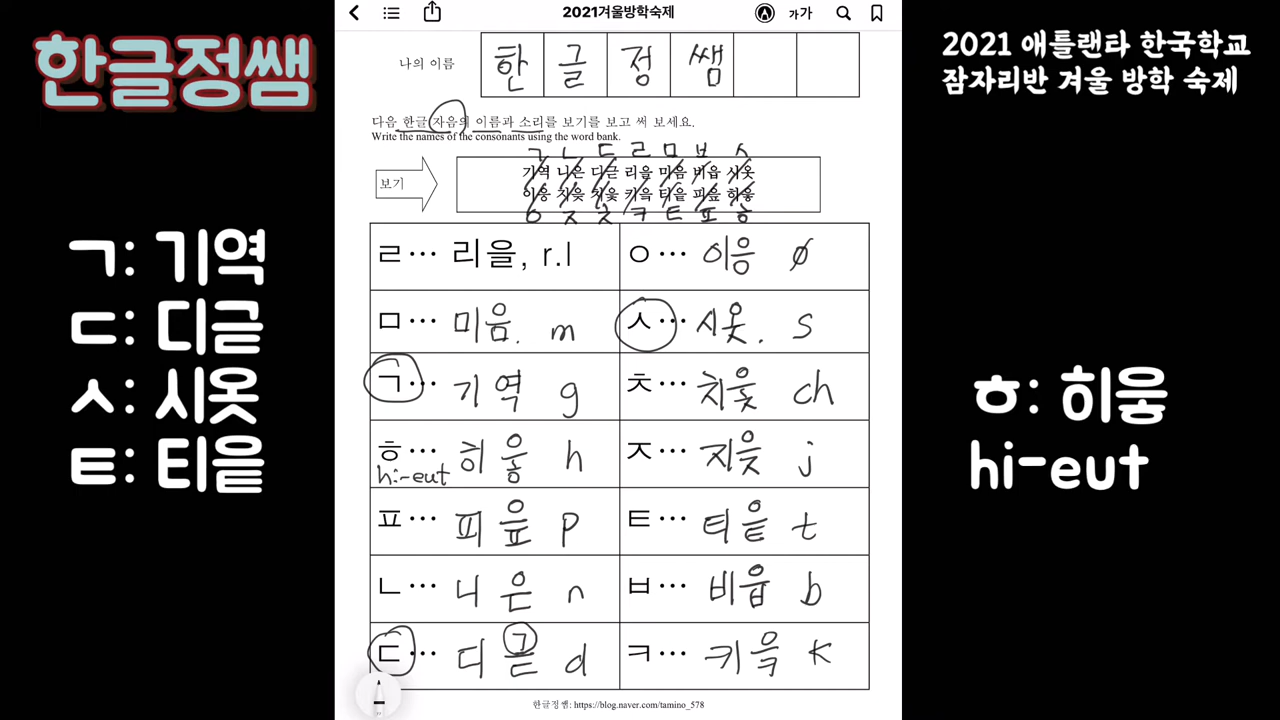 2021겨울방학숙제
가가
한글정쌤
2021 애틀랜타 한국학교
잠자리반 겨울 방학 숙제
나의 이름 한 글 정 쌤
다음 한글 자음의 이름과 소리를 보기를 보고 써 보세요.
Write the names of the consonants using the word bank.
ㄱ ㄴ ㄷ ㄹ ㅁ ㅂ ㅅ
보기
기역 니은 디귿 리을 미음 비읍 시옷
이응 지읒 치읓 키읔 티읕 피읖 히읗
ㅇ ㅈ ㅊ ㅋ ㅌ ㅍ ㅎ
ㄹ… 리을, r.l
ㅇ… 이응 ∅
ㅁ… 미음. m
ㅅ… 시옷. s
ㄱ… 기역 g
ㅊ… 치읓 ch
ㅎ… 히읗 h
hi-eut
ㅈ… 지읒 j
ㅍ… 피읖 p
ㅌ… 티읕 t
ㄴ… 니은 n
ㅂ… 비읍 b
ㄷ… 디귿 d
ㅋ… 키읔 k
한글정쌤: https://blog.naver.com/tamino_578
ㄱ: 기역
ㄷ: 디귿
ㅅ: 시옷
ㅌ: 티읕
ㅎ: 히읗
hi-eut